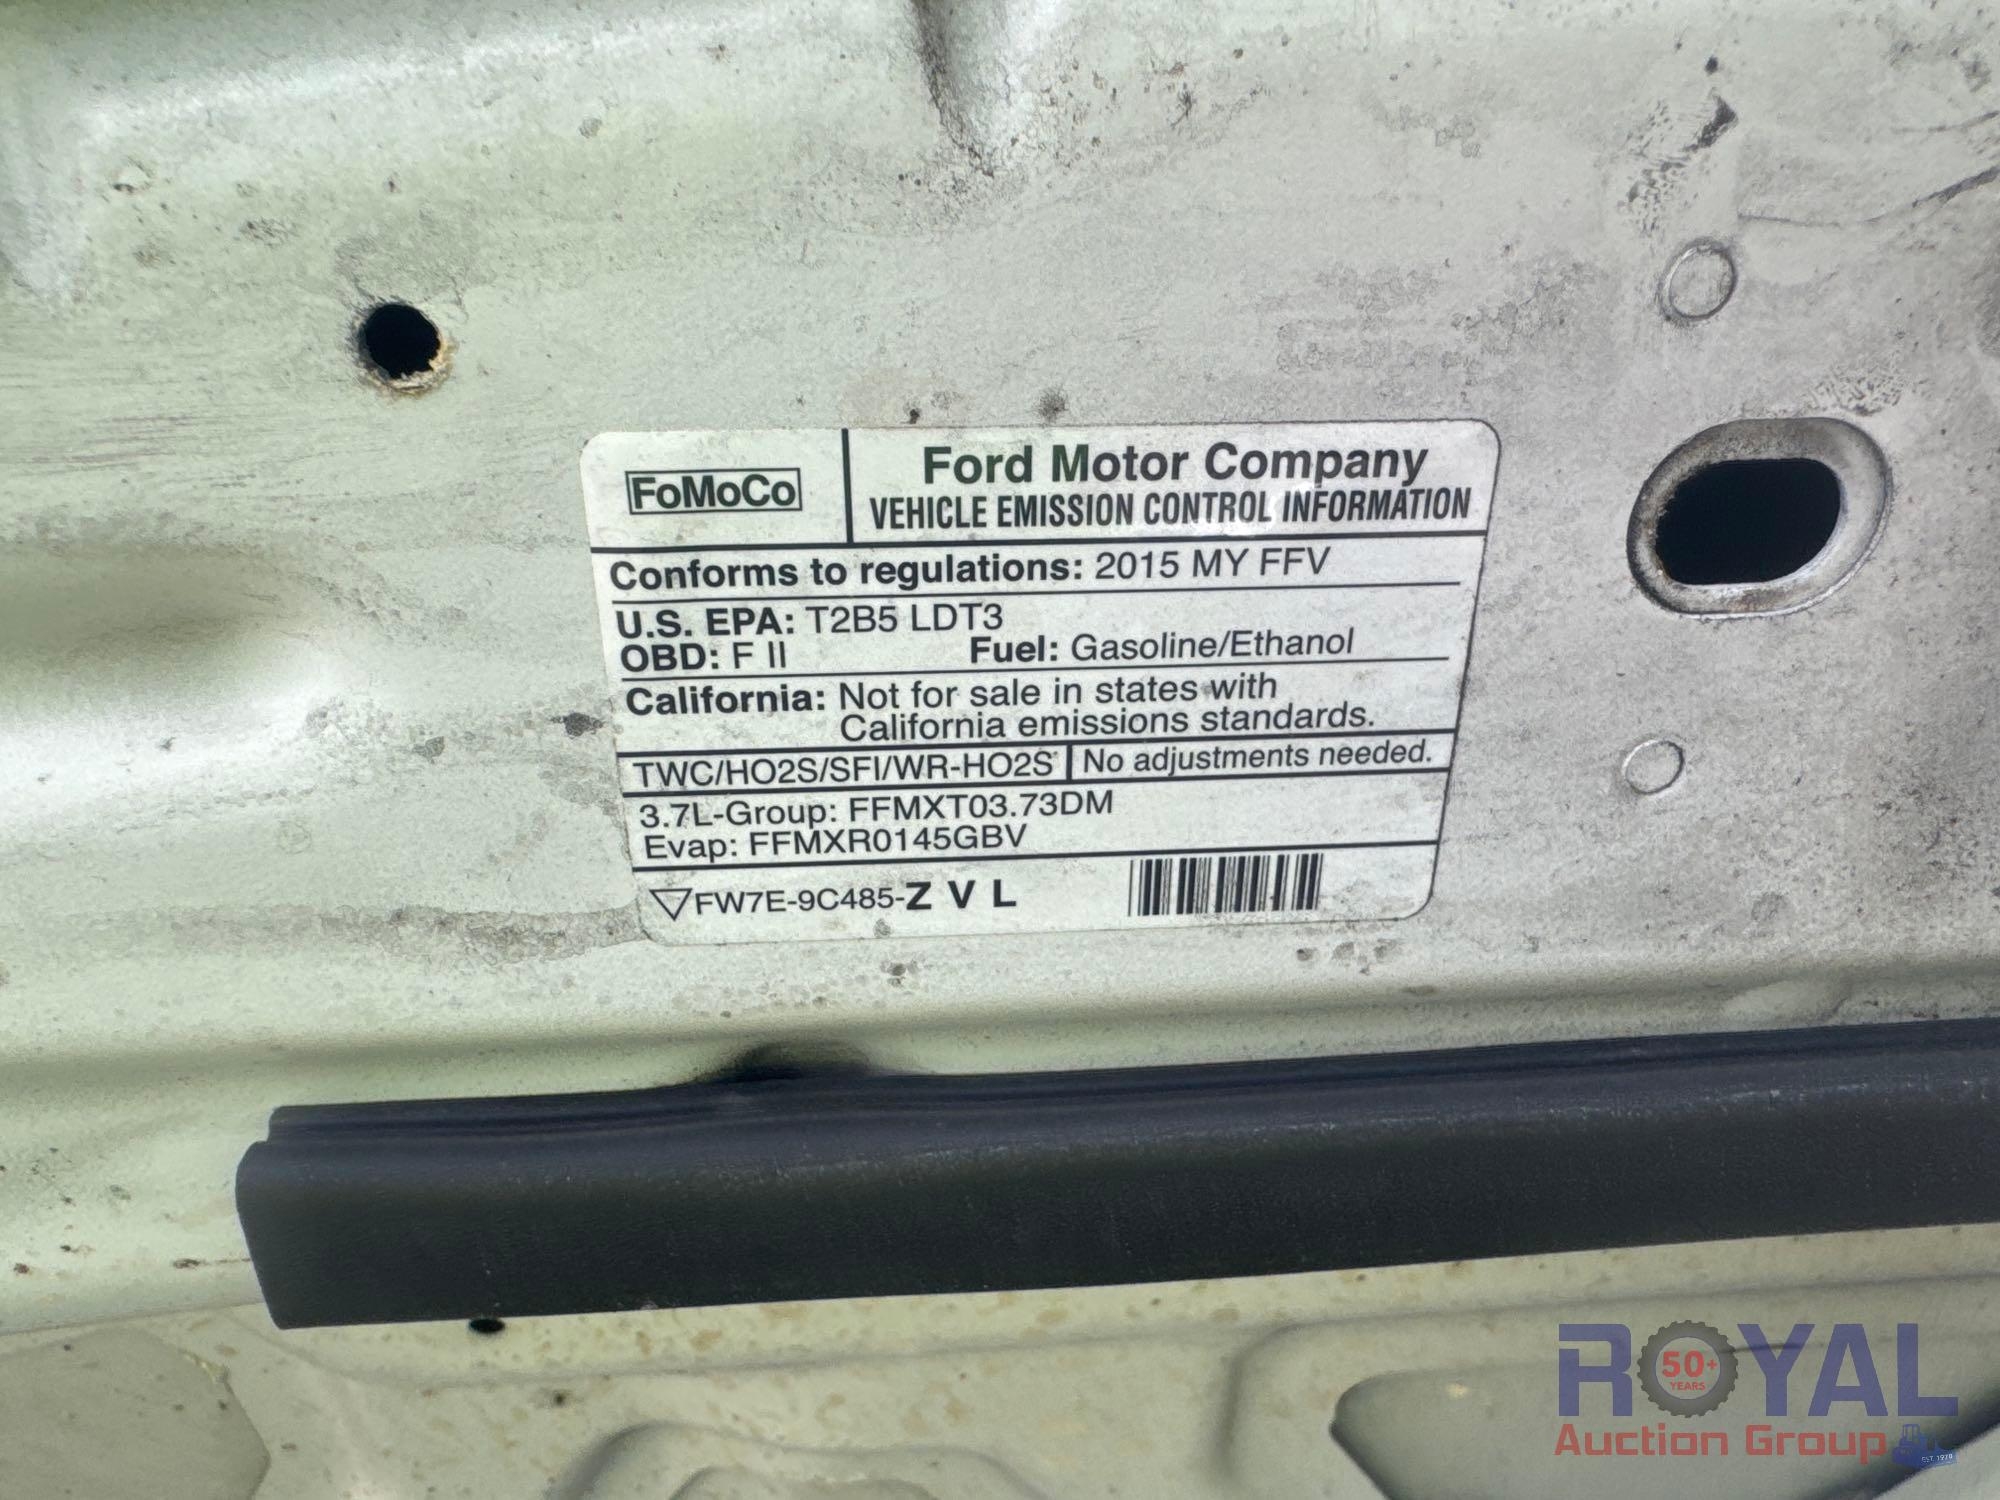 FoMoCo
Ford Motor Company
VEHICLE EMISSION CONTROL INFORMATION
Conforms to regulations: 2015 MY FFV
U.S. EPA: T2B5 LDT3
OBD: F II Fuel: Gasoline/Ethanol
California: Not for sale in states with
California emissions standards.
TWC/HO2S/SFI/WR-HO2S No adjustments needed.
3.7L-Group: FFMXT03.73DM
Evap: FFMXR0145GBV
FW7E-9C485-Z V L
ROYAL
50+
YEARS
Auction Group
EST. 1970